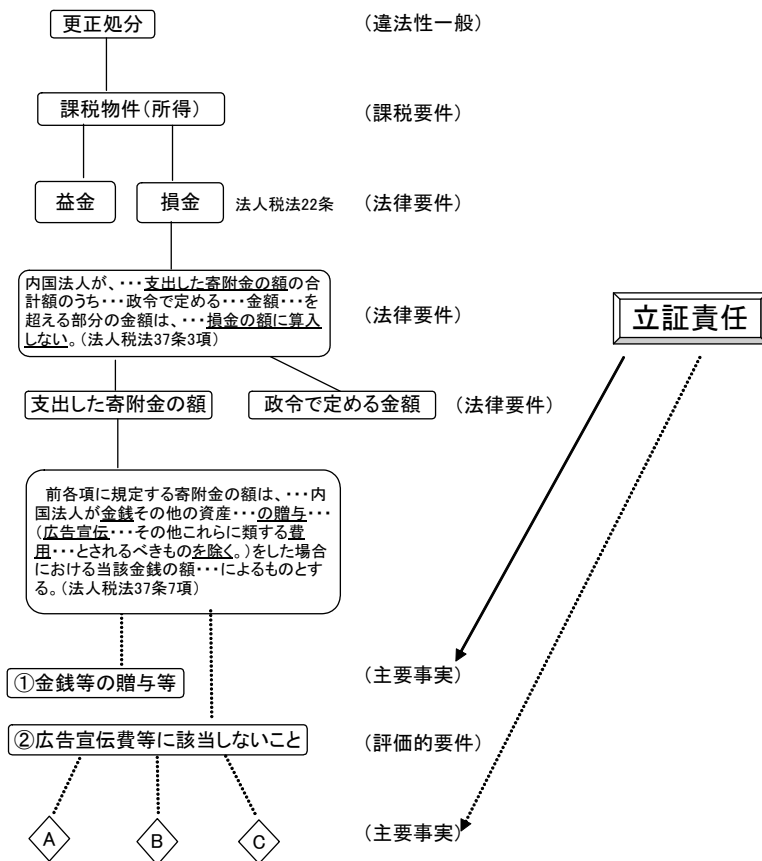 更正処分 （違法性一般）
課税物件（所得） （課税要件）
益金 損金 法人税法22条 （法律要件）
内国法人が、・・・支出した寄附金の額の合
計額のうち・・・政令で定める・・・金額・・・を
超える部分の金額は、・・・損金の額に算入
しない。（法人税法37条3項）
（法律要件）
立証責任
支出した寄附金の額 政令で定める金額 （法律要件）
前各項に規定する寄附金の額は、・・・内
国法人が金銭その他の資産・・・の贈与・・・
（広告宣伝・・・その他これらに類する費
用・・・とされるべきものを除く。）をした場合
における当該金銭の額・・・によるものとす
る。（法人税法37条7項）
①金銭等の贈与等 （主要事実）
②広告宣伝費等に該当しないこと （評価的要件）
A B C （主要事実）